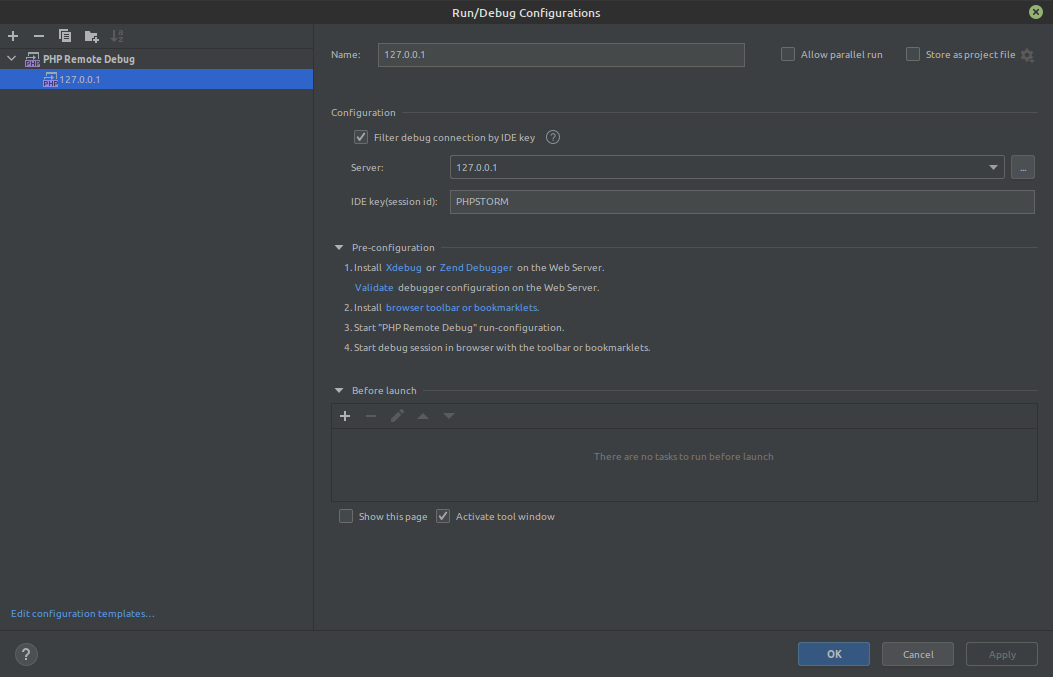 Run/Debug Configurations
PHP Remote Debug
127.0.0.1
Name: 127.0.0.1 Allow parallel run Store as project file
Configuration
Filter debug connection by IDE key ?
Server: 127.0.0.1 ...
IDE key(session id): PHPSTORM
Pre-configuration
1. Install Xdebug or Zend Debugger on the Web Server.
Validate debugger configuration on the Web Server.
2. Install browser toolbar or bookmarklets.
3. Start "PHP Remote Debug" run-configuration.
4. Start debug session in browser with the toolbar or bookmarklets.
Before launch
There are no tasks to run before launch
Show this page Activate tool window
Edit configuration templates...
? OK Cancel Apply